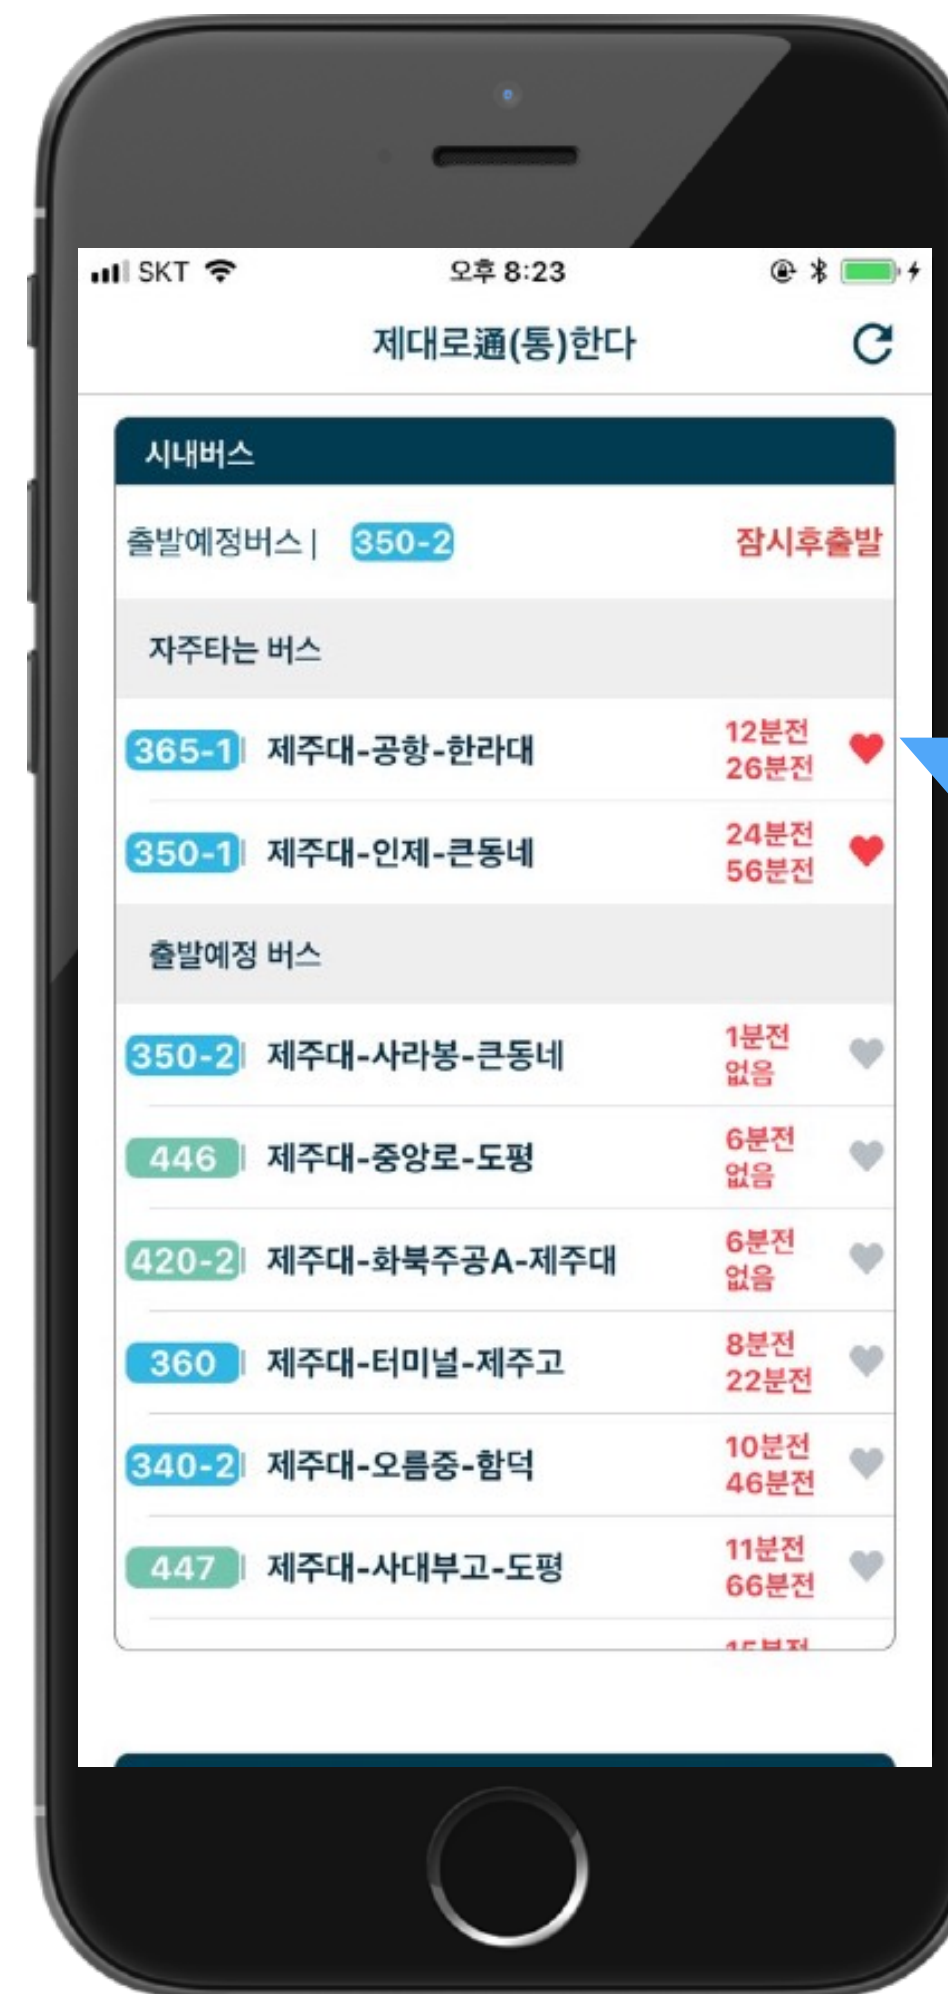 SKT 오후 8:23
제대로通(통)한다
시내버스
출발예정버스 | 350-2 잠시후출발
자주타는 버스
365-1 제주대-공항-한라대 12분전
26분전
350-1 제주대-인제-큰동네 24분전
56분전
출발예정 버스
350-2 제주대-사라봉-큰동네 1분전
없음
446 제주대-중앙로-도평 6분전
없음
420-2 제주대-화북주공A-제주대 6분전
없음
360 제주대-터미널-제주고 8분전
22분전
340-2 제주대-오름중-함덕 10분전
46분전
447 제주대-사대부고-도평 11분전
66분전